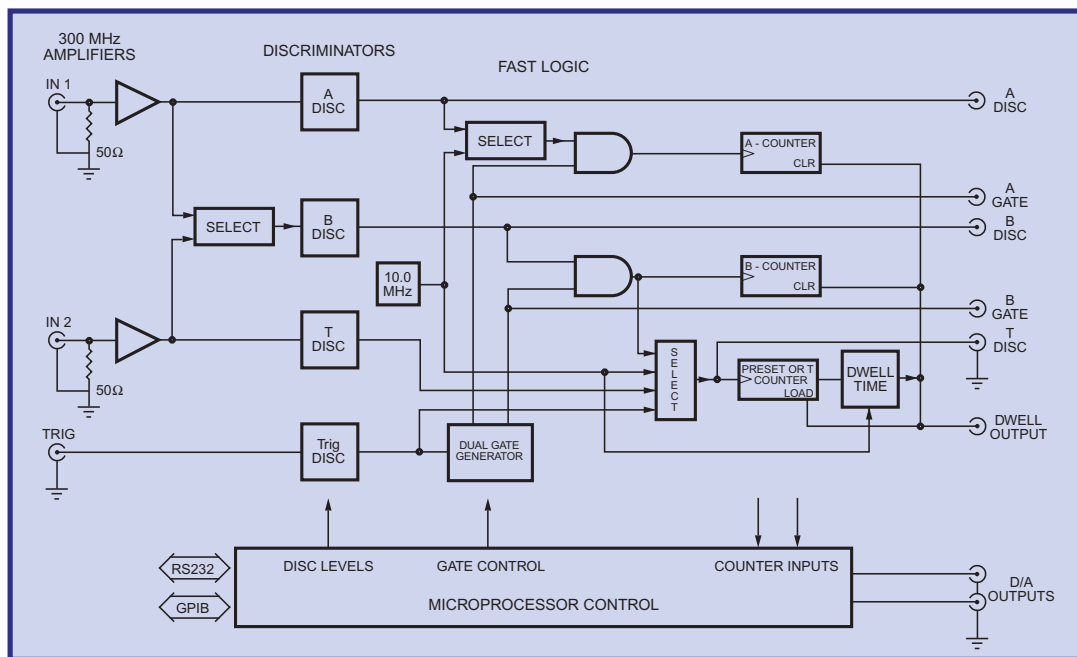 300 MHz
AMPLIFIERS
DISCRIMINATORS
FAST LOGIC
IN 1
50Ω
A
DISC
SELECT
A - COUNTER
CLR
A
DISC
A
GATE
SELECT
B
DISC
B
DISC
10.0
MHz
B - COUNTER
CLR
B
GATE
IN 2
50Ω
T
DISC
SELECT
PRESET OR T
COUNTER
LOAD
DWELL
TIME
T
DISC
TRIG
Trig
DISC
DUAL GATE
GENERATOR
DWELL
OUTPUT
RS232
GPIB
DISC LEVELS
GATE CONTROL
COUNTER INPUTS
MICROPROCESSOR CONTROL
D/A
OUTPUTS